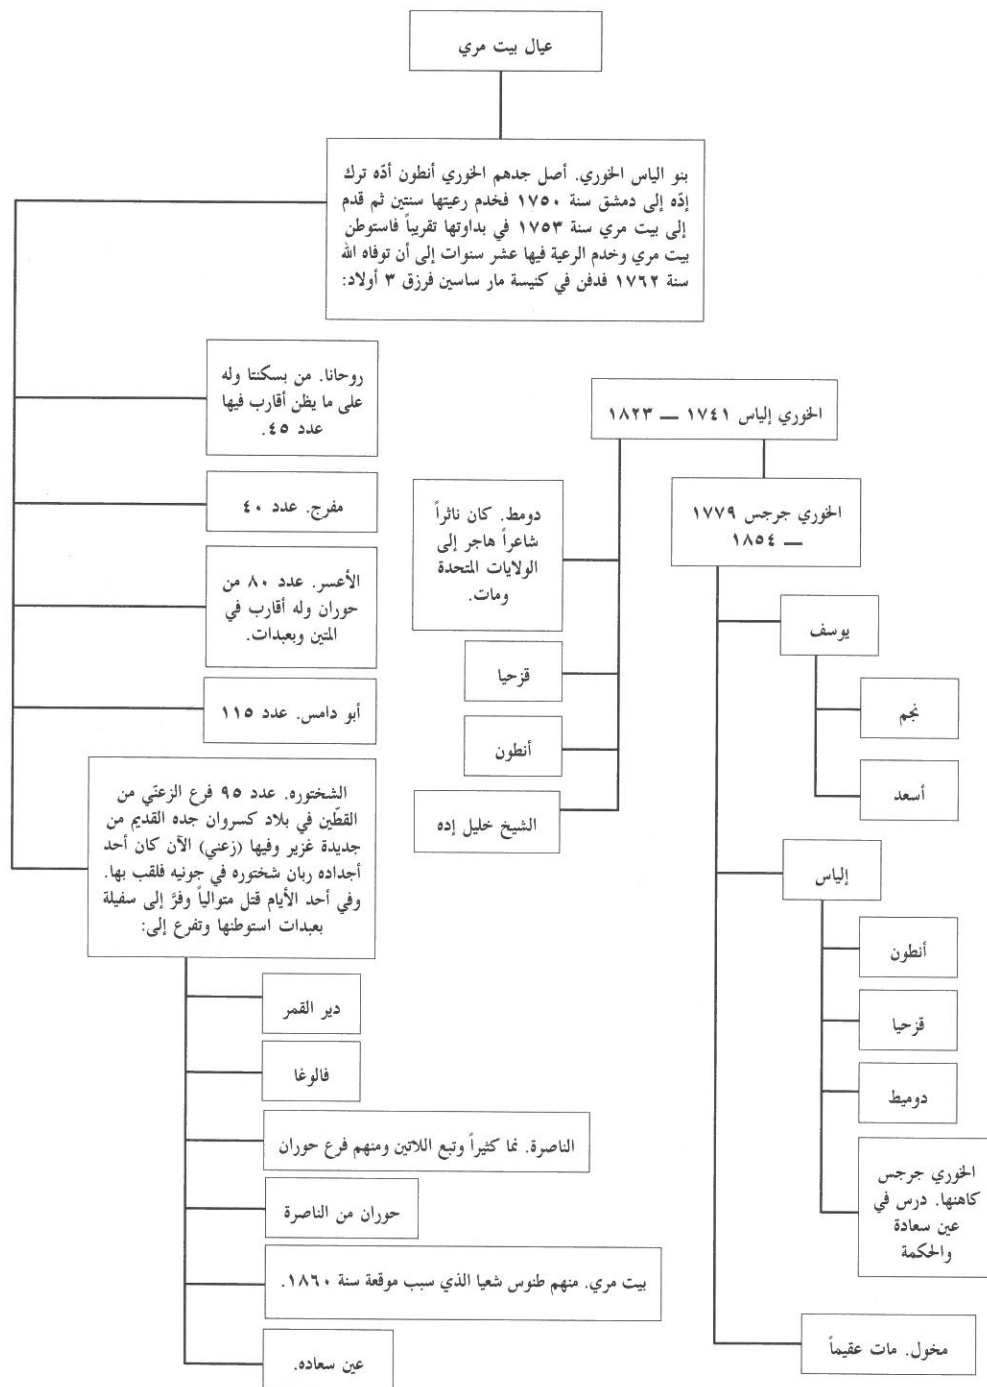 عيال بيت مري
بنو الياس الخوري. أصل جدهم الخوري أنطون أدّه ترك
إدّه إلى دمشق سنة ١٧٥٠ فخدم رعيتها سنتين ثم قدم
إلى بيت مري سنة ١٧٥٣ في بداوتها تقريباً فاستوطن
بيت مري وخدم الرعية فيها عشر سنوات إلى أن توفاه الله
سنة ١٧٦٢ فدفن في كنيسة مار ساسين فرزق ٣ أولاد:
الخوري إلياس ١٧٤١ — ١٨٢٣
الخوري جرجس ١٧٧٩
— ١٨٥٤
يوسف
نجم
أسعد
إلياس
أنطون
قزحيا
دوميط
الخوري جرجس
كاهنها. درس في
عين سعادة
والحكمة
مخول. مات عقيماً
دومط. كان ناثراً
شاعراً هاجر إلى
الولايات المتحدة
ومات.
قزحيا
أنطون
الشيخ خليل إده
روحانا. من بسكنتا وله
على ما يظن أقارب فيها
عدد ٤٥.
مفرج. عدد ٤٠
الأعسر. عدد ٨٠ من
حوران وله أقارب في
المتين وبعبدات.
أبو دامس. عدد ١١٥
الشختوره. عدد ٩٥ فرع الزعنّي من
القطّين في بلاد كسروان جده القديم من
جديدة غزير وفيها (زعني) الآن كان أحد
أجداده ربان شختوره في جونيه فلقب بها.
وفي أحد الأيام قتل متوالياً وفرَّ إلى سفيلة
بعبدات استوطنها وتفرع إلى:
دير القمر
فالوغا
الناصرة. نما كثيراً وتبع اللاتين ومنهم فرع حوران
حوران من الناصرة
بيت مري. منهم طنوس شعيا الذي سبب موقعة سنة ١٨٦٠.
عين سعاده.